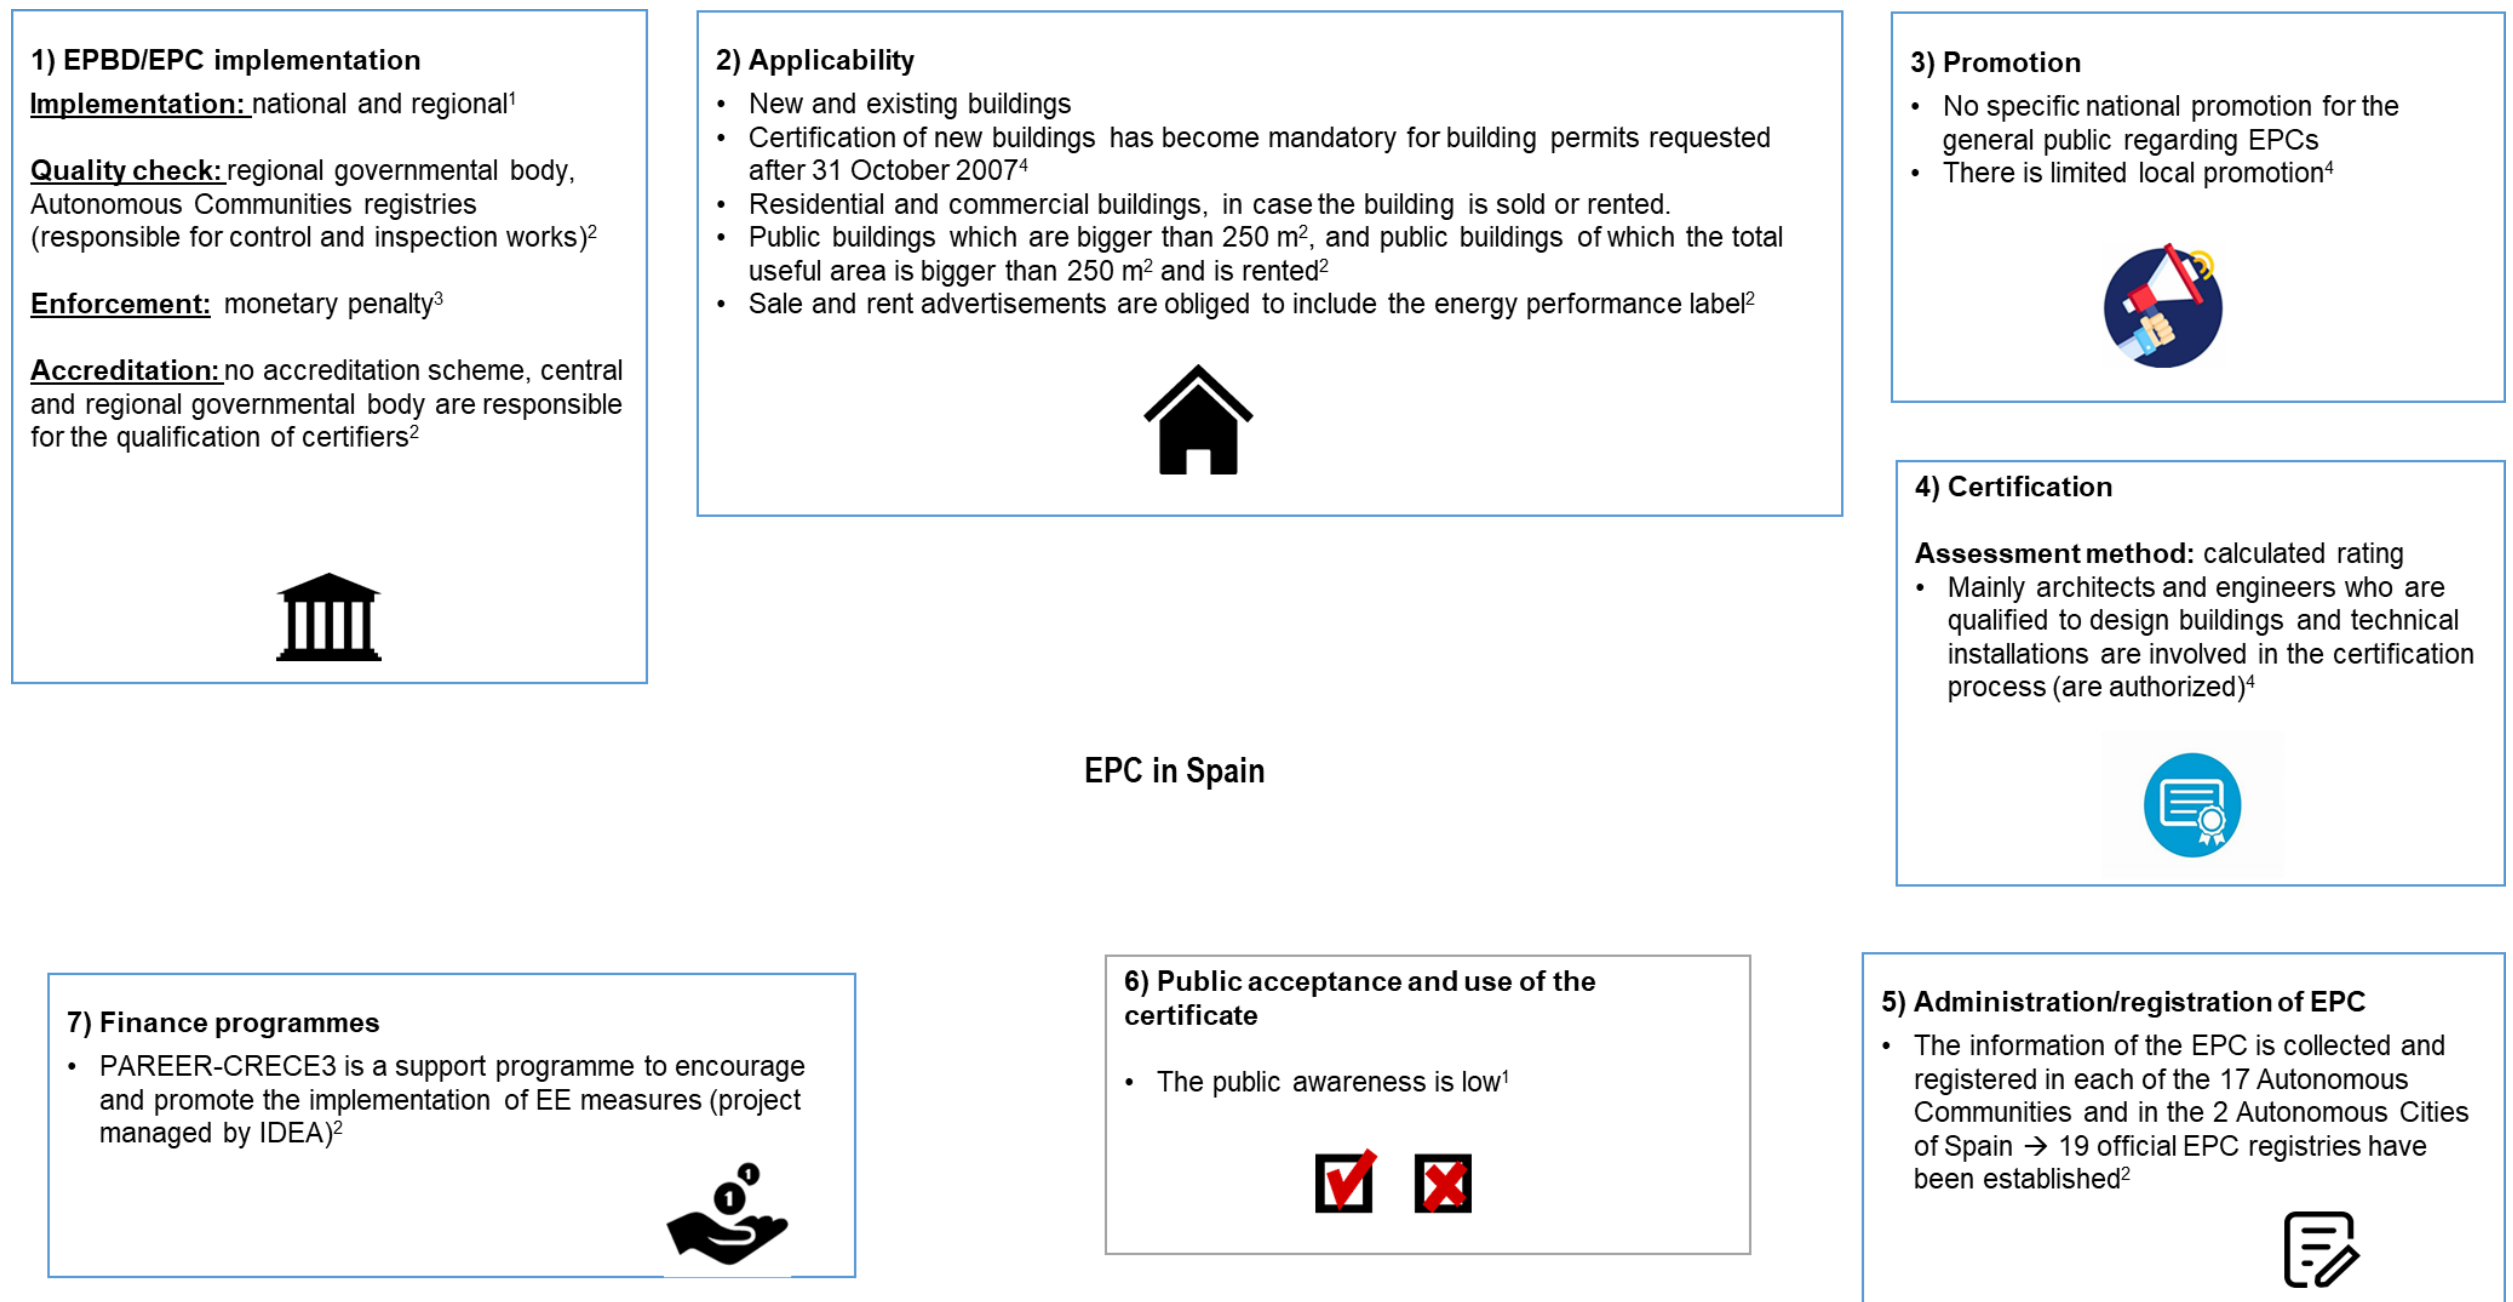 1) EPBD/EPC implementation
Implementation: national and regional¹
Quality check: regional governmental body,
Autonomous Communities registries
(responsible for control and inspection works)²
Enforcement: monetary penalty³
Accreditation: no accreditation scheme, central
and regional governmental body are responsible
for the qualification of certifiers²
2) Applicability
• New and existing buildings
• Certification of new buildings has become mandatory for building permits requested
after 31 October 2007⁴
• Residential and commercial buildings, in case the building is sold or rented.
• Public buildings which are bigger than 250 m², and public buildings of which the total
useful area is bigger than 250 m² and is rented²
• Sale and rent advertisements are obliged to include the energy performance label²
3) Promotion
• No specific national promotion for the
general public regarding EPCs
• There is limited local promotion⁴
4) Certification
Assessment method: calculated rating
• Mainly architects and engineers who are
qualified to design buildings and technical
installations are involved in the certification
process (are authorized)⁴
EPC in Spain
5) Administration/registration of EPC
• The information of the EPC is collected and
registered in each of the 17 Autonomous
Communities and in the 2 Autonomous Cities
of Spain → 19 official EPC registries have
been established²
6) Public acceptance and use of the
certificate
• The public awareness is low¹
7) Finance programmes
• PAREER-CRECE3 is a support programme to encourage
and promote the implementation of EE measures (project
managed by IDEA)²
1
1